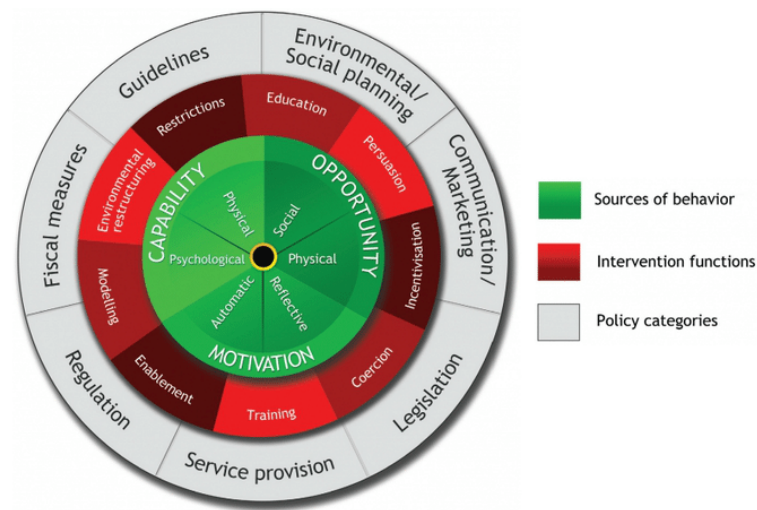 Guidelines
Environmental/
Social planning
Communication/
Marketing
Legislation
Service provision
Regulation
Fiscal measures
Restrictions
Education
Persuasion
Incentivisation
Coercion
Training
Enablement
Modelling
Environmental
restructuring
CAPABILITY
OPPORTUNITY
MOTIVATION
Physical
Social
Physical
Reflective
Automatic
Psychological
Sources of behavior
Intervention functions
Policy categories